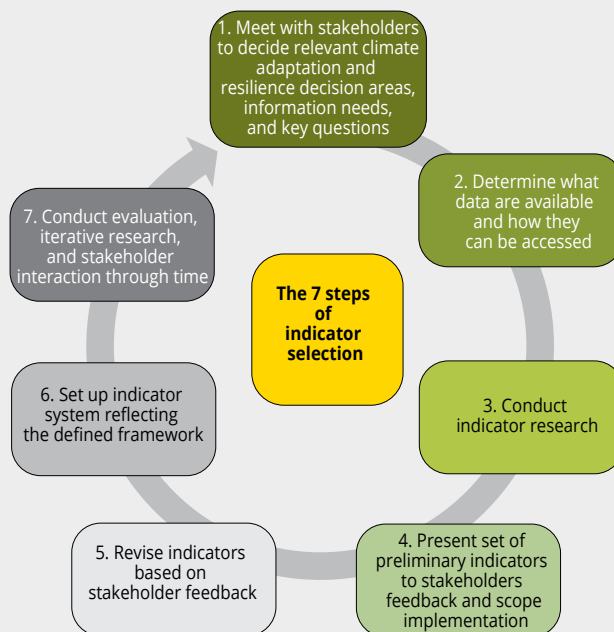 1. Meet with stakeholders
to decide relevant climate
adaptation and
resilience decision areas,
information needs,
and key questions
2. Determine what
data are available
and how they
can be accessed
3. Conduct
indicator research
4. Present set of
preliminary indicators
to stakeholders
feedback and scope
implementation
5. Revise indicators
based on
stakeholder feedback
6. Set up indicator
system reflecting
the defined framework
7. Conduct evaluation,
iterative research,
and stakeholder
interaction through time
The 7 steps
of
indicator
selection